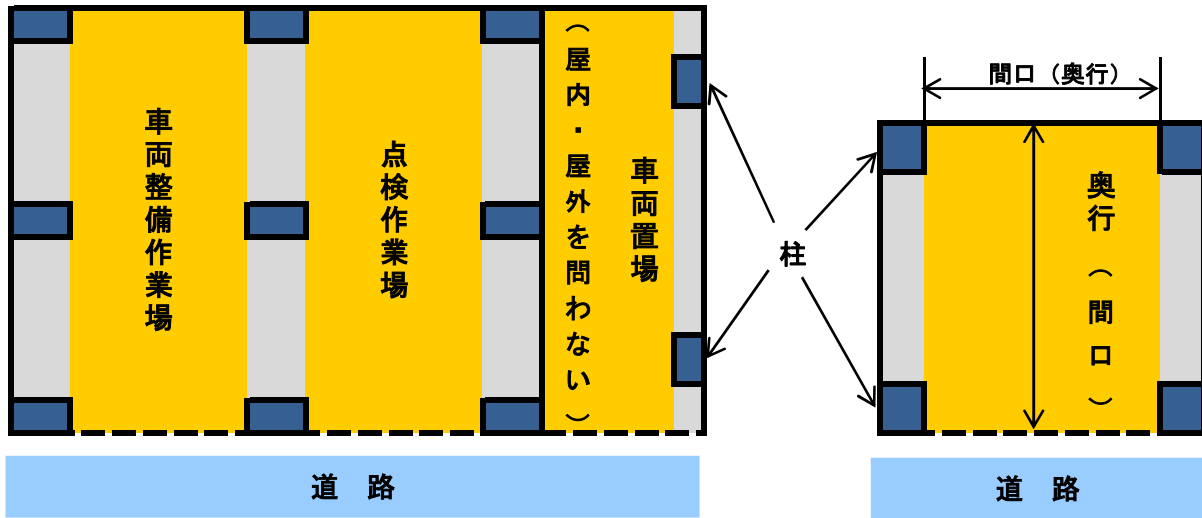 車両整備作業場
点検作業場
車両置場
（屋内・屋外を問わない）
道　路
柱
間口（奥行）
奥行（間口）
道　路